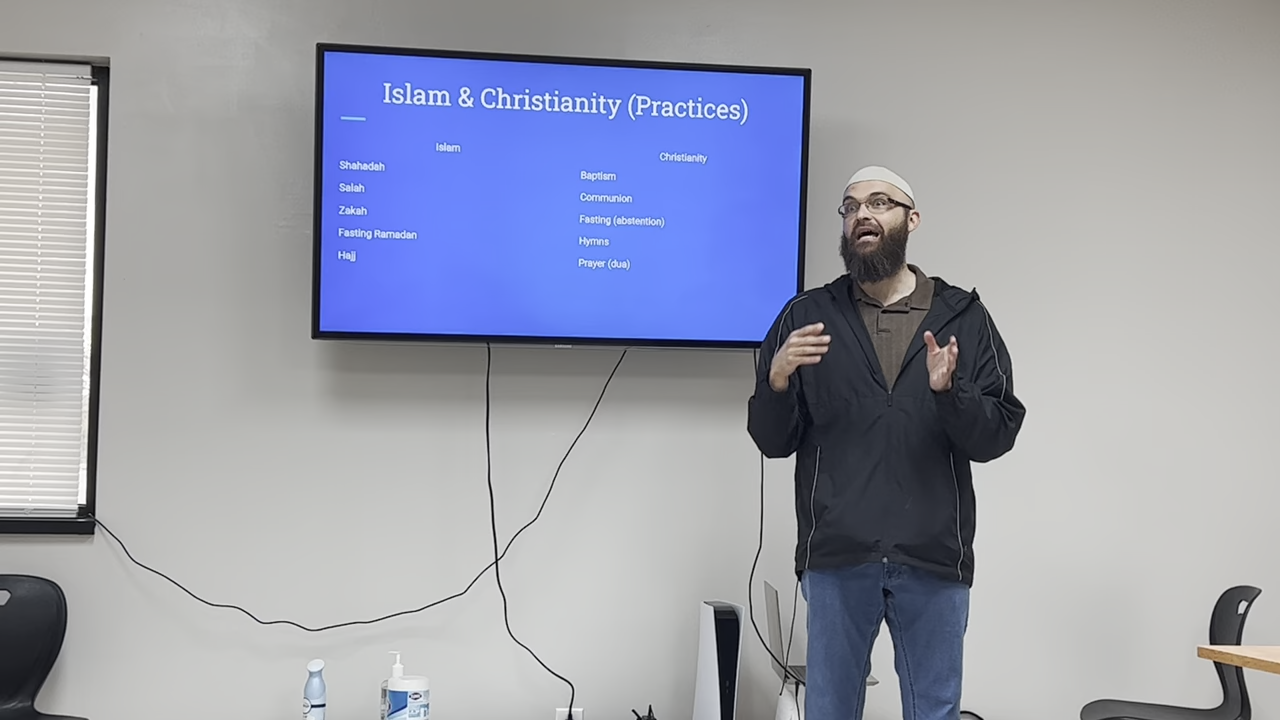 Islam & Christianity (Practices)
Islam
Shahadah
Salah
Zakah
Fasting Ramadan
Hajj
Christianity
Baptism
Communion
Fasting (abstention)
Hymns
Prayer (dua)